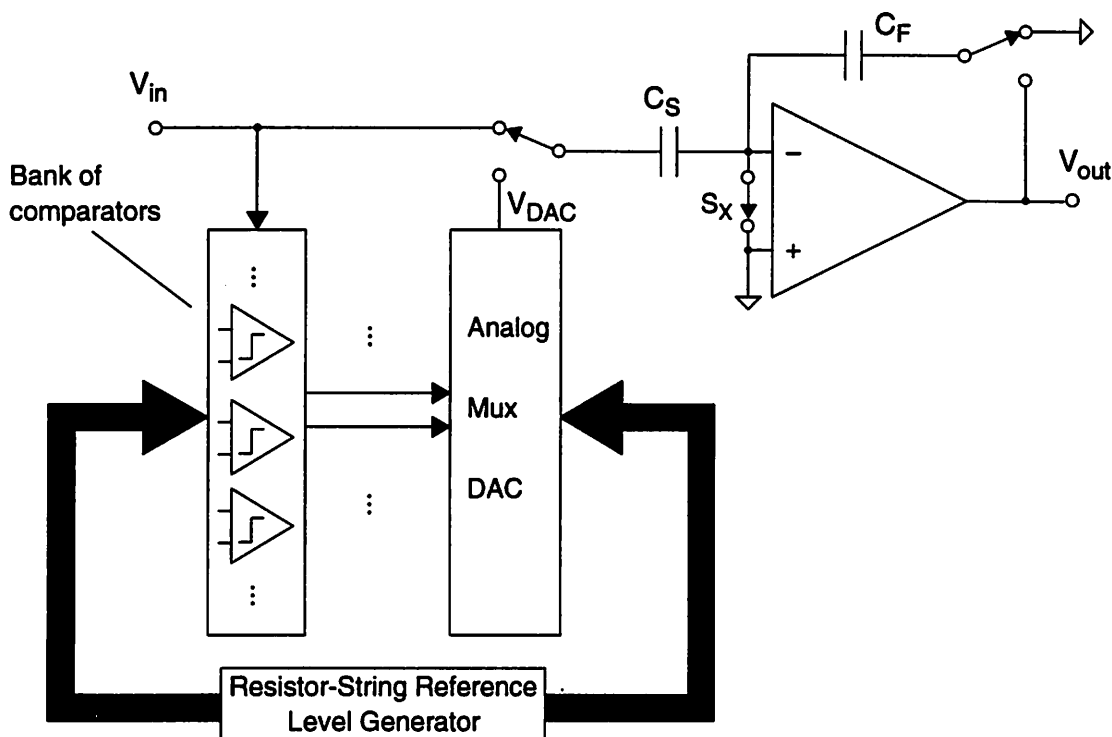 C_F
V_in
C_S
Bank of
comparators
V_DAC
S_X
V_out
−
+
Analog
Mux
DAC
Resistor-String Reference
Level Generator